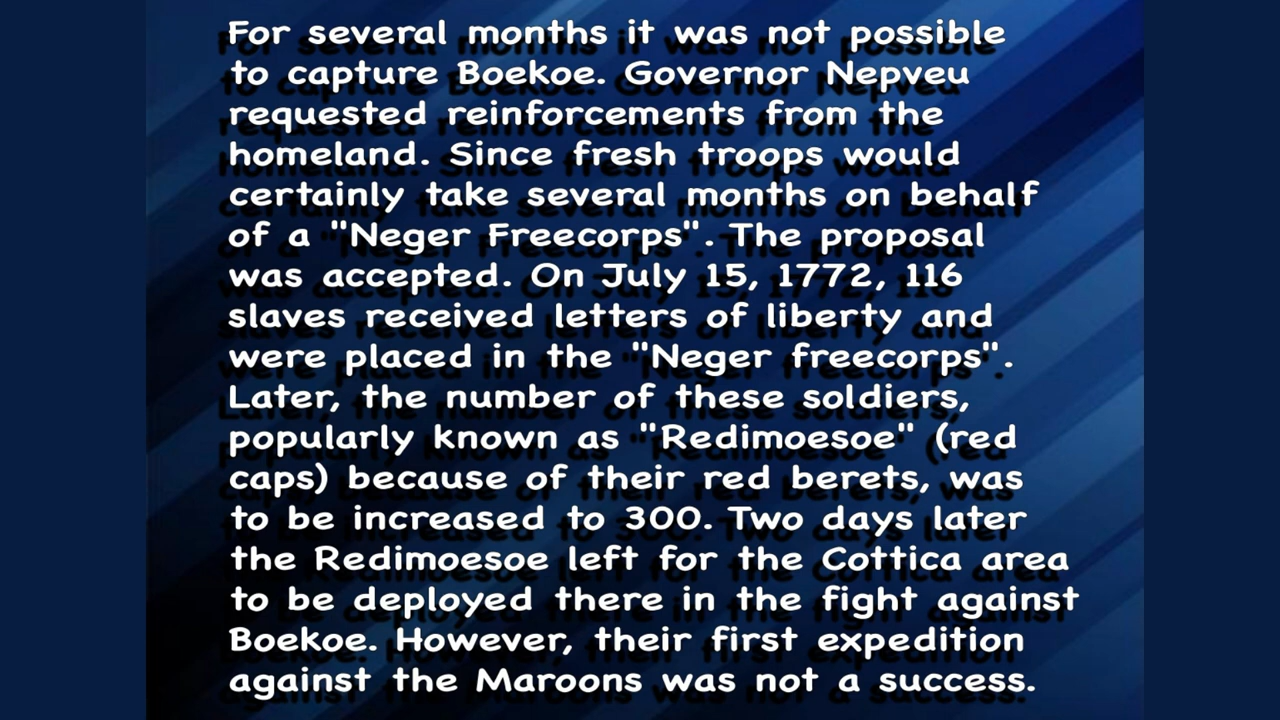 For several months it was not possible
to capture Boekoe. Governor Nepveu
requested reinforcements from the
homeland. Since fresh troops would
certainly take several months on behalf
of a "Neger Freecorps". The proposal
was accepted. On July 15, 1772, 116
slaves received letters of liberty and
were placed in the "Neger freecorps".
Later, the number of these soldiers,
popularly known as "Redimoesoe" (red
caps) because of their red berets, was
to be increased to 300. Two days later
the Redimoesoe left for the Cottica area
to be deployed there in the fight against
Boekoe. However, their first expedition
against the Maroons was not a success.